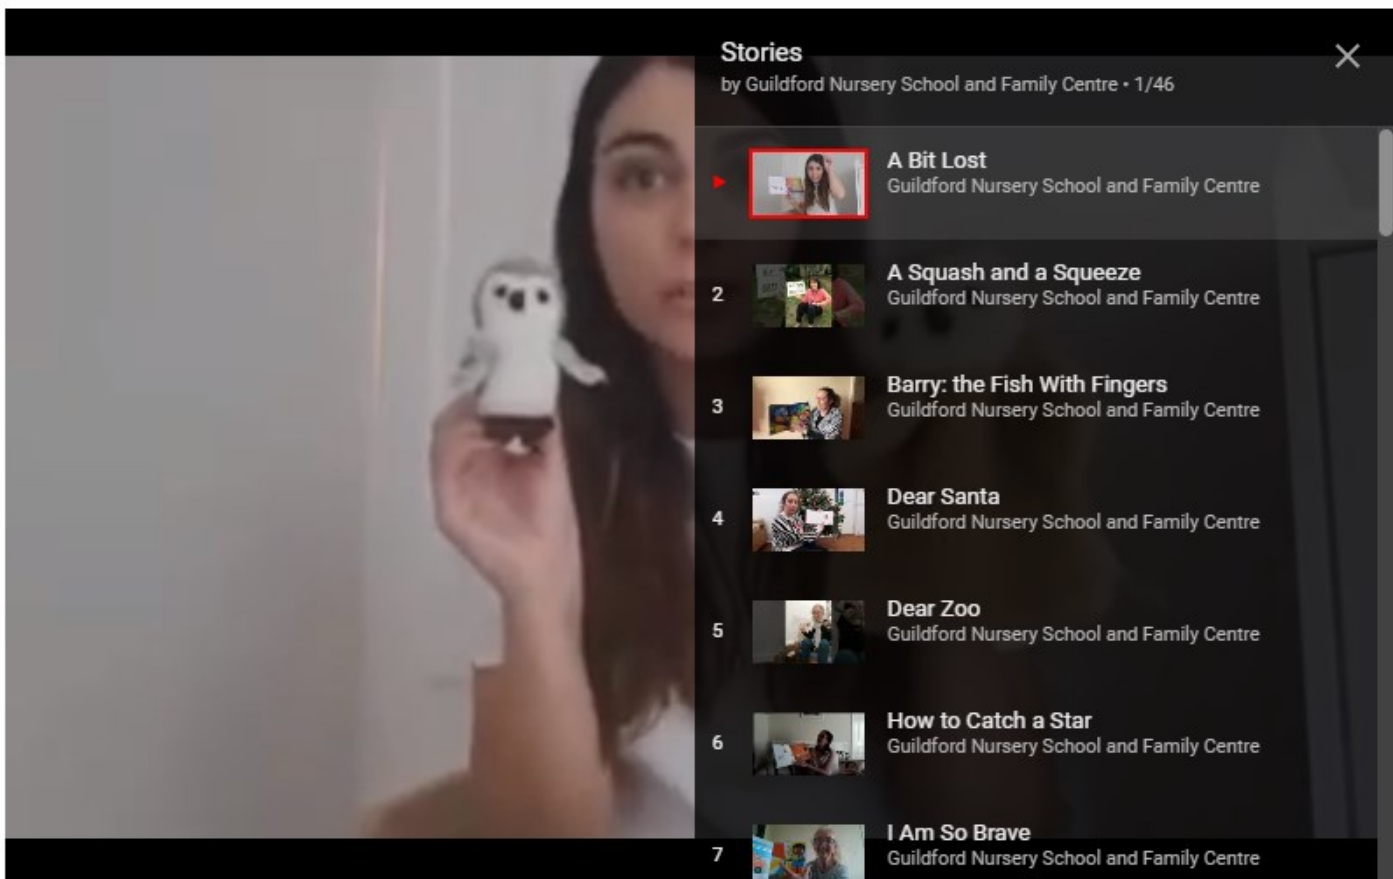 Stories
by Guildford Nursery School and Family Centre • 1/46
A Bit Lost
Guildford Nursery School and Family Centre
2
A Squash and a Squeeze
Guildford Nursery School and Family Centre
3
Barry: the Fish With Fingers
Guildford Nursery School and Family Centre
4
Dear Santa
Guildford Nursery School and Family Centre
5
Dear Zoo
Guildford Nursery School and Family Centre
6
How to Catch a Star
Guildford Nursery School and Family Centre
7
I Am So Brave
Guildford Nursery School and Family Centre